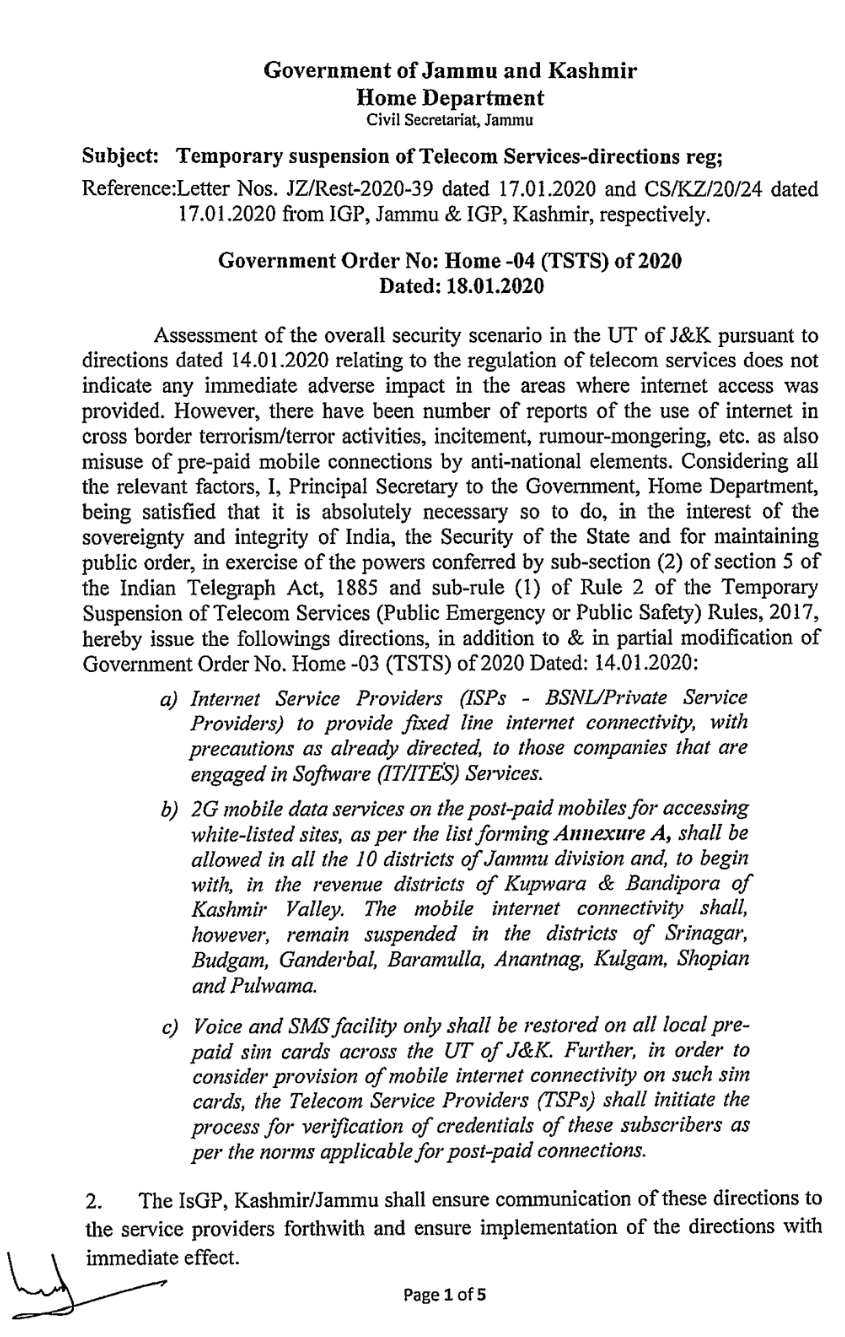 Government of Jammu and Kashmir
Home Department
Civil Secretariat, Jammu
Subject: Temporary suspension of Telecom Services-directions reg;
Reference:Letter Nos. JZ/Rest-2020-39 dated 17.01.2020 and CS/KZ/20/24 dated
17.01.2020 from IGP, Jammu & IGP, Kashmir, respectively.
Government Order No: Home -04 (TSTS) of 2020
Dated: 18.01.2020
Assessment of the overall security scenario in the UT of J&K pursuant to
directions dated 14.01.2020 relating to the regulation of telecom services does not
indicate any immediate adverse impact in the areas where internet access was
provided. However, there have been number of reports of the use of internet in
cross border terrorism/terror activities, incitement, rumour-mongering, etc. as also
misuse of pre-paid mobile connections by anti-national elements. Considering all
the relevant factors, I, Principal Secretary to the Government, Home Department,
being satisfied that it is absolutely necessary so to do, in the interest of the
sovereignty and integrity of India, the Security of the State and for maintaining
public order, in exercise of the powers conferred by sub-section (2) of section 5 of
the Indian Telegraph Act, 1885 and sub-rule (1) of Rule 2 of the Temporary
Suspension of Telecom Services (Public Emergency or Public Safety) Rules, 2017,
hereby issue the followings directions, in addition to & in partial modification of
Government Order No. Home -03 (TSTS) of 2020 Dated: 14.01.2020:
a) Internet Service Providers (ISPs - BSNL/Private Service
Providers) to provide fixed line internet connectivity, with
precautions as already directed, to those companies that are
engaged in Software (IT/ITES) Services.
b) 2G mobile data services on the post-paid mobiles for accessing
white-listed sites, as per the list forming Annexure A, shall be
allowed in all the 10 districts of Jammu division and, to begin
with, in the revenue districts of Kupwara & Bandipora of
Kashmir Valley. The mobile internet connectivity shall,
however, remain suspended in the districts of Srinagar,
Budgam, Ganderbal, Baramulla, Anantnag, Kulgam, Shopian
and Pulwama.
c) Voice and SMS facility only shall be restored on all local pre-
paid sim cards across the UT of J&K. Further, in order to
consider provision of mobile internet connectivity on such sim
cards, the Telecom Service Providers (TSPs) shall initiate the
process for verification of credentials of these subscribers as
per the norms applicable for post-paid connections.
2. The IsGP, Kashmir/Jammu shall ensure communication of these directions to
the service providers forthwith and ensure implementation of the directions with
immediate effect.
Page 1 of 5